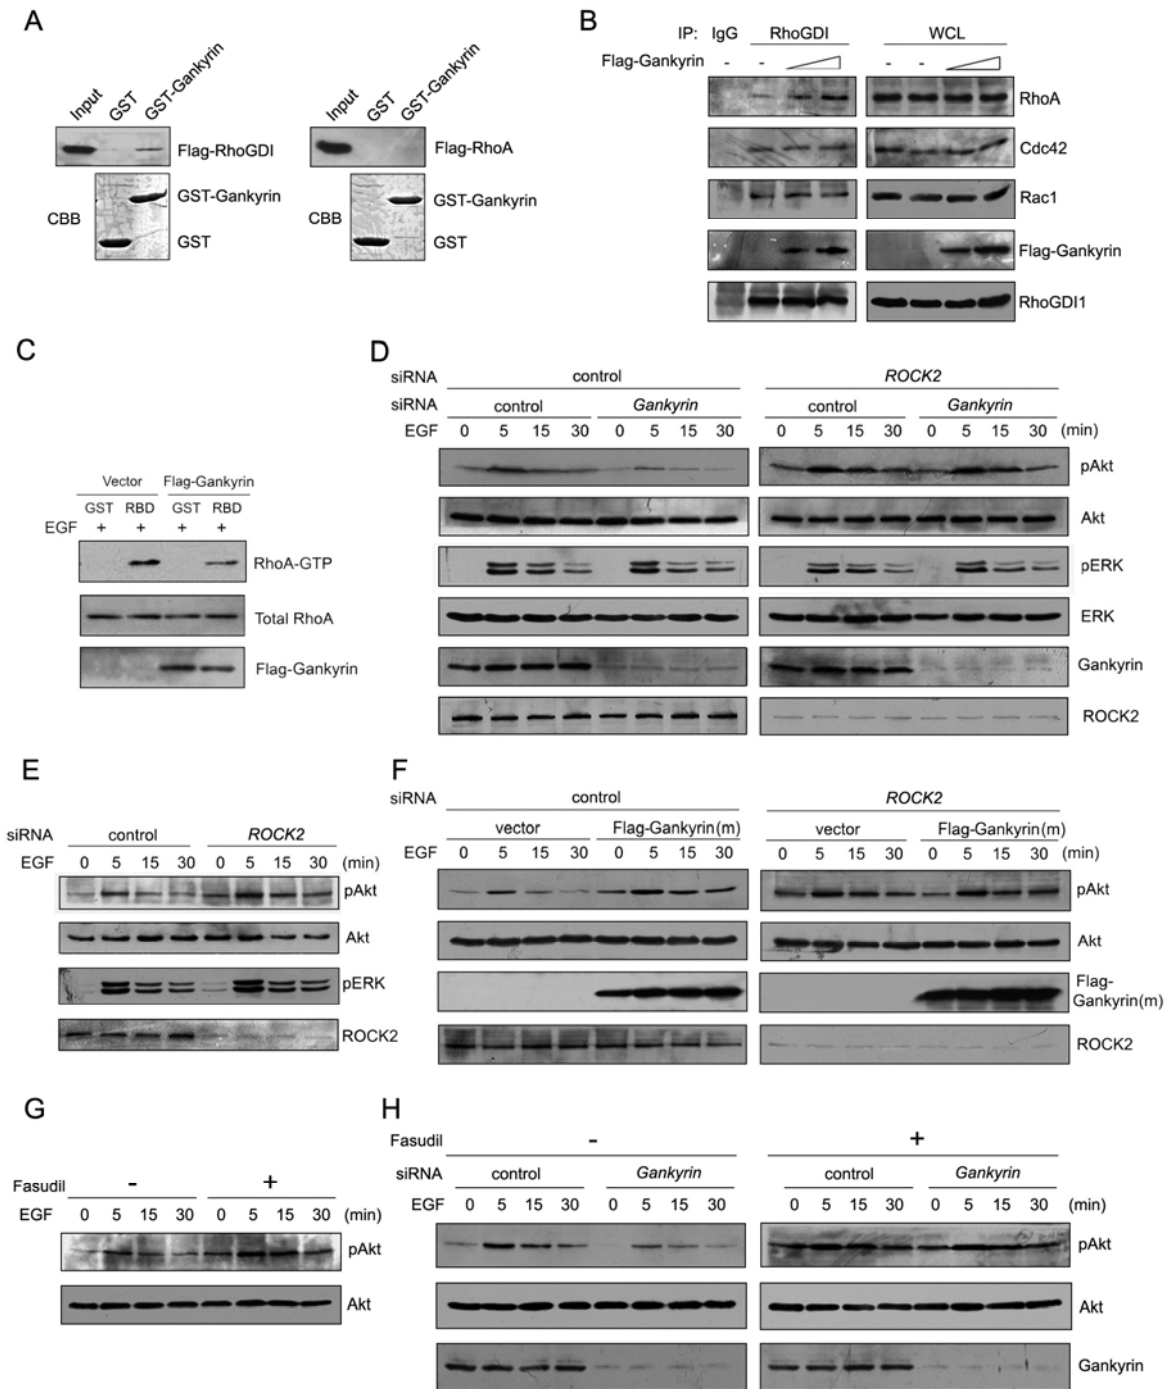 A
Input GST GST-Gankyrin
Flag-RhoGDI
CBB
GST-Gankyrin
GST
Input GST GST-Gankyrin
Flag-RhoA
CBB
GST-Gankyrin
GST
B
IP: IgG RhoGDI WCL
Flag-Gankyrin - - - -
RhoA
Cdc42
Rac1
Flag-Gankyrin
RhoGDI1
C
Vector Flag-Gankyrin
GST RBD GST RBD
EGF + + + +
RhoA-GTP
Total RhoA
Flag-Gankyrin
D
siRNA control ROCK2
siRNA control Gankyrin control Gankyrin
EGF 0 5 15 30 0 5 15 30 0 5 15 30 0 5 15 30 (min)
pAkt
Akt
pERK
ERK
Gankyrin
ROCK2
E
siRNA control ROCK2
EGF 0 5 15 30 0 5 15 30 (min)
pAkt
Akt
pERK
ROCK2
F
siRNA control ROCK2
vector Flag-Gankyrin(m) vector Flag-Gankyrin(m)
EGF 0 5 15 30 0 5 15 30 0 5 15 30 0 5 15 30 (min)
pAkt
Akt
Flag-
Gankyrin(m)
ROCK2
G
Fasudil - +
EGF 0 5 15 30 0 5 15 30 (min)
pAkt
Akt
H
Fasudil - +
siRNA control Gankyrin control Gankyrin
EGF 0 5 15 30 0 5 15 30 0 5 15 30 0 5 15 30 (min)
pAkt
Akt
Gankyrin